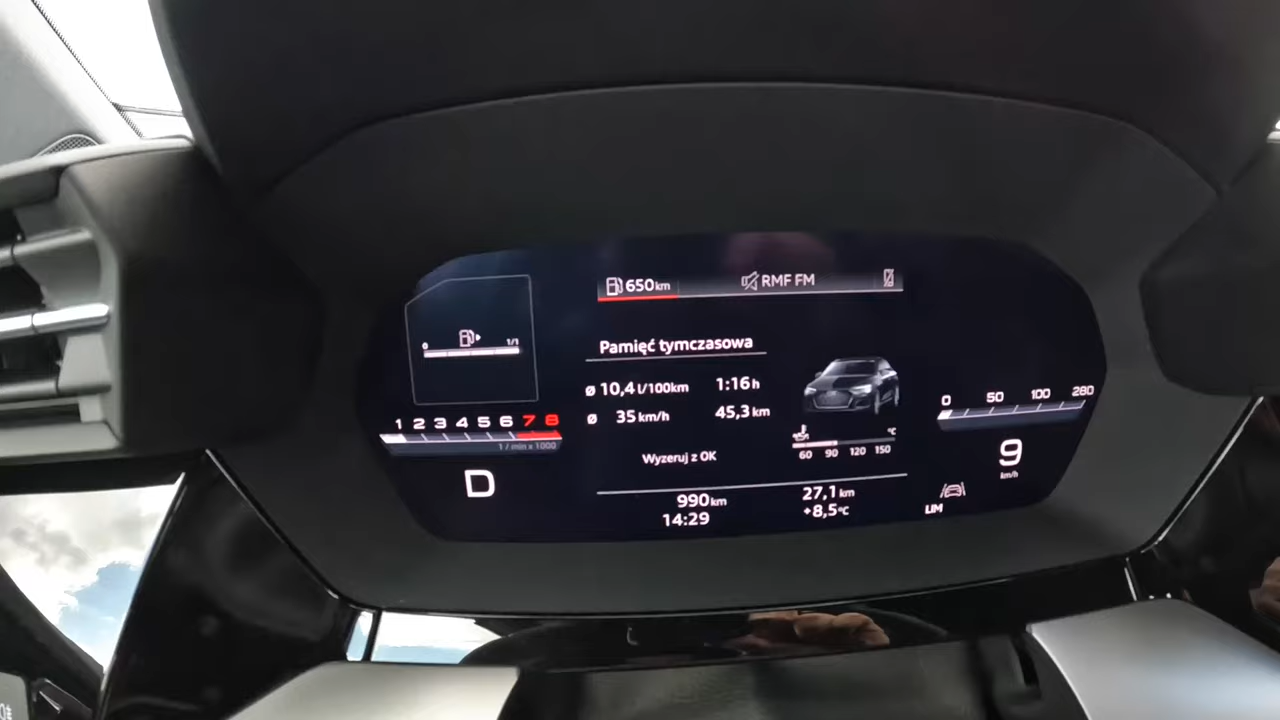 650km RMF FM
0 1/1
Pamięć tymczasowa
ø 10,4 l/100km 1:16 h
ø 35 km/h 45,3 km
Wyzeruj z OK
1 2 3 4 5 6 7 8
1 / min x 1000
D
°C
60 90 120 150
0 50 100 280
9
km/h
LIM
990 km 27,1 km
14:29 +8,5°C